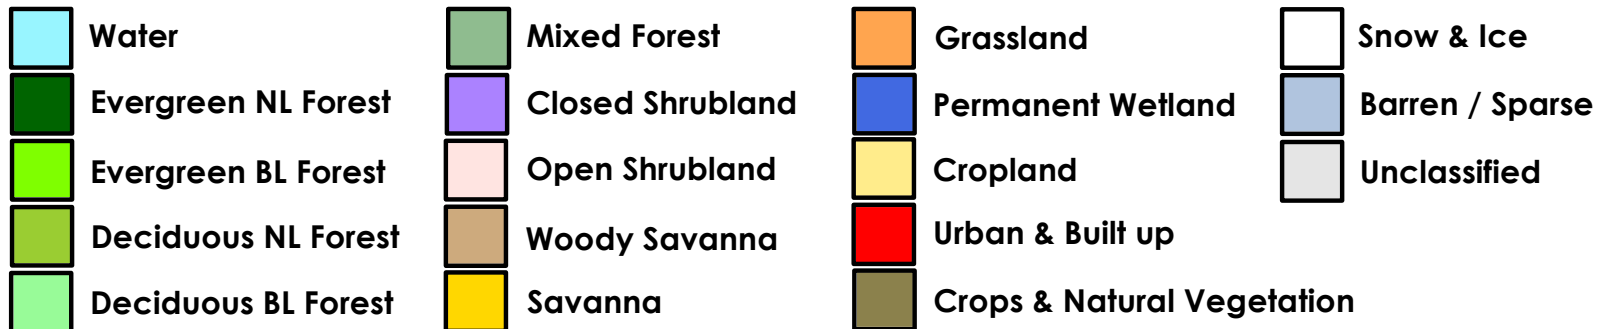 Water
Evergreen NL Forest
Evergreen BL Forest
Deciduous NL Forest
Deciduous BL Forest
Mixed Forest
Closed Shrubland
Open Shrubland
Woody Savanna
Savanna
Grassland
Permanent Wetland
Cropland
Urban & Built up
Crops & Natural Vegetation
Snow & Ice
Barren / Sparse
Unclassified